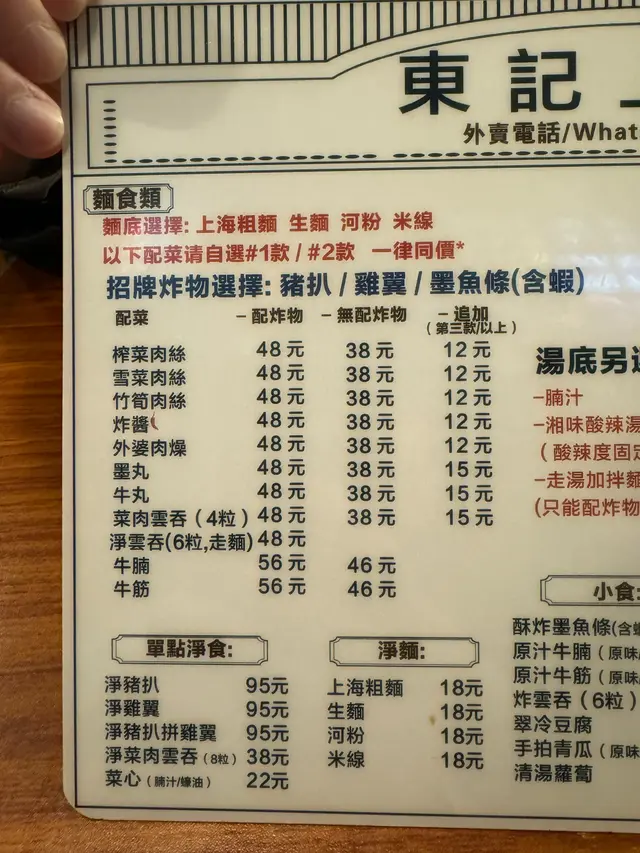 東記
外賣電話/What
麵食類
麵底選擇: 上海粗麵 生麵 河粉 米線
以下配菜请自選#1款 / #2款 一律同價*
招牌炸物選擇: 豬扒 / 雞翼 / 墨魚條(含蝦)
配菜 – 配炸物 – 無配炸物 – 追加
(第三款/以上)
榨菜肉絲 48元 38元 12元
雪菜肉絲 48元 38元 12元
竹筍肉絲 48元 38元 12元
炸醬 48元 38元 12元
外婆肉燥 48元 38元 12元
墨丸 48元 38元 15元
牛丸 48元 38元 15元
菜肉雲吞(4粒) 48元 38元 15元
淨雲吞(6粒,走麵) 48元
牛腩 56元 46元
牛筋 56元 46元
湯底另
–腩汁
–湘味酸辣湯
(酸辣度固定
–走湯加拌麵
(只能配炸物
單點淨食:
淨豬扒 95元
淨雞翼 95元
淨豬扒拼雞翼 95元
淨菜肉雲吞(8粒) 38元
菜心(腩汁/蠔油) 22元
淨麵:
上海粗麵 18元
生麵 18元
河粉 18元
米線 18元
小食:
酥炸墨魚條(含蝦
原汁牛腩(原味
原汁牛筋(原味
炸雲吞(6粒)
翠冷豆腐
手拍青瓜(原味
清湯蘿蔔